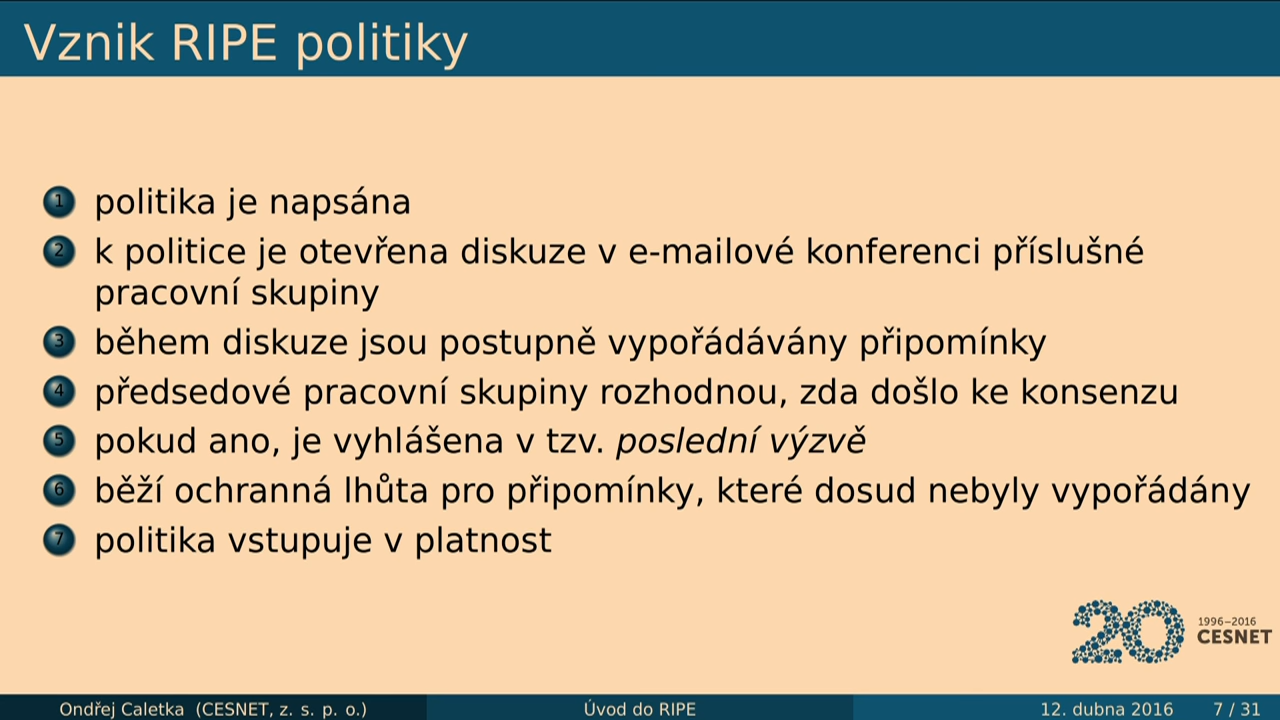 Vznik RIPE politiky
1 politika je napsána
2 k politice je otevřena diskuze v e-mailové konferenci příslušné
pracovní skupiny
3 během diskuze jsou postupně vypořádávány připomínky
4 předsedové pracovní skupiny rozhodnou, zda došlo ke konsenzu
5 pokud ano, je vyhlášena v tzv. poslední výzvě
6 běží ochranná lhůta pro připomínky, které dosud nebyly vypořádány
7 politika vstupuje v platnost
20 1996–2016
CESNET
Ondřej Caletka (CESNET, z. s. p. o.) Úvod do RIPE 12. dubna 2016 7 / 31